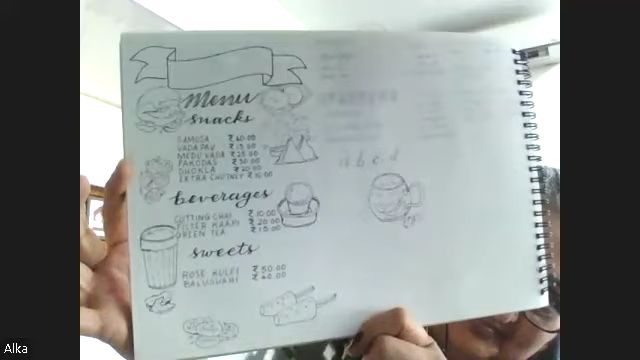 Menu
snacks
SAMOSA ₹40.00
VADA PAV ₹15.00
MEDU VADA ₹25.00
PAKODAS ₹50.00
DHOKLA ₹20.00
EXTRA CHUTNEY ₹10.00
beverages
CUTTING CHAI ₹10.00
FILTER KAAPI ₹20.00
GREEN TEA ₹15.00
sweets
ROSE KULFI ₹50.00
BALUSHAHI ₹40.00
a b c d
Alka